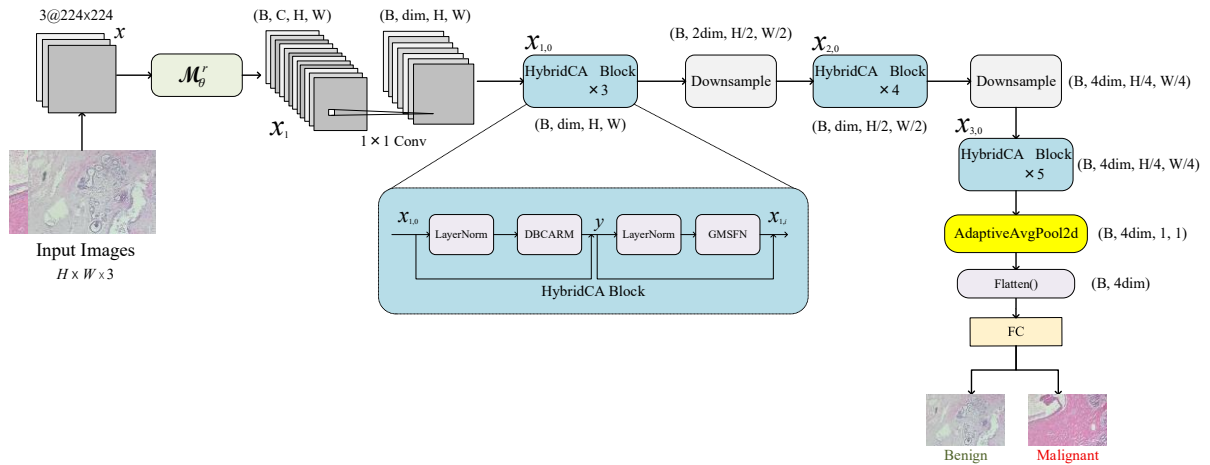 3@224x224
x
ℳ_θ^r
(B, C, H, W)
x_1
1×1 Conv
(B, dim, H, W)
x_{1,0}
HybridCA Block
×3
(B, dim, H, W)
(B, 2dim, H/2, W/2)
Downsample
x_{2,0}
HybridCA Block
×4
(B, dim, H/2, W/2)
Downsample
(B, 4dim, H/4, W/4)
x_{3,0}
HybridCA Block
×5
(B, 4dim, H/4, W/4)
AdaptiveAvgPool2d
(B, 4dim, 1, 1)
Flatten()
(B, 4dim)
FC
Benign
Malignant
Input Images
H×W×3
x_{1,0}
LayerNorm
DBCARM
y
LayerNorm
GMSFN
x_{1,i}
HybridCA Block